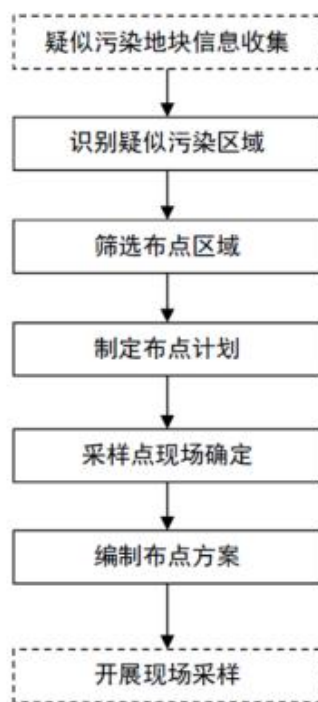 疑似污染地块信息收集
识别疑似污染区域
筛选布点区域
制定布点计划
采样点现场确定
编制布点方案
开展现场采样